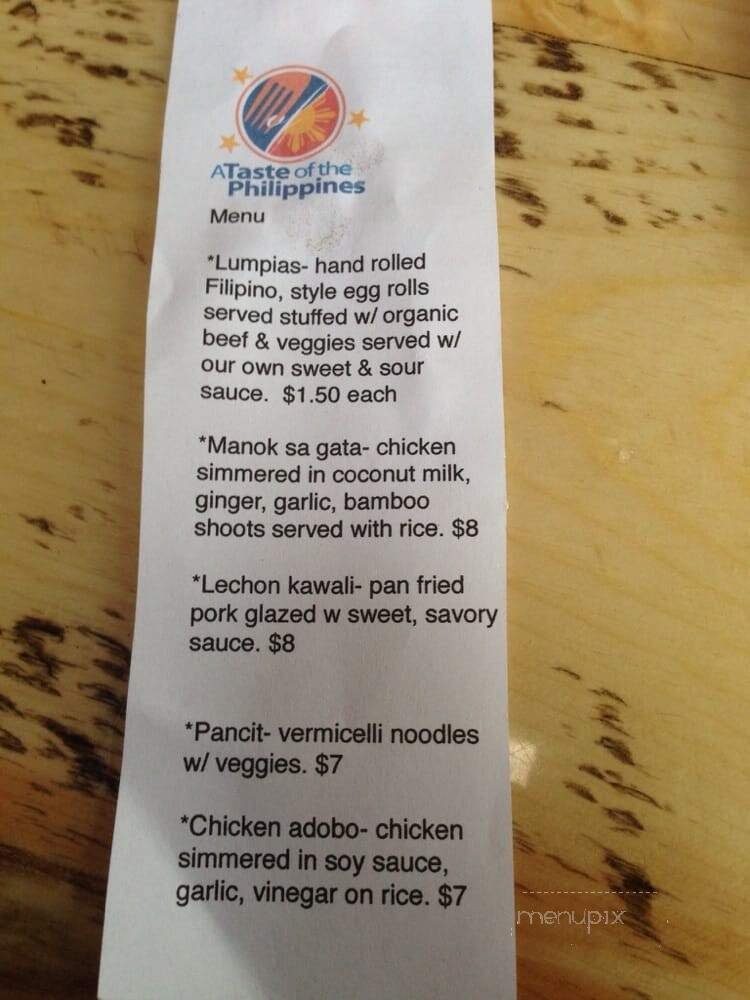 ATaste of the
Philippines
Menu
*Lumpias- hand rolled
Filipino, style egg rolls
served stuffed w/ organic
beef & veggies served w/
our own sweet & sour
sauce. $1.50 each
*Manok sa gata- chicken
simmered in coconut milk,
ginger, garlic, bamboo
shoots served with rice. $8
*Lechon kawali- pan fried
pork glazed w sweet, savory
sauce. $8
*Pancit- vermicelli noodles
w/ veggies. $7
*Chicken adobo- chicken
simmered in soy sauce,
garlic, vinegar on rice. $7
menupix